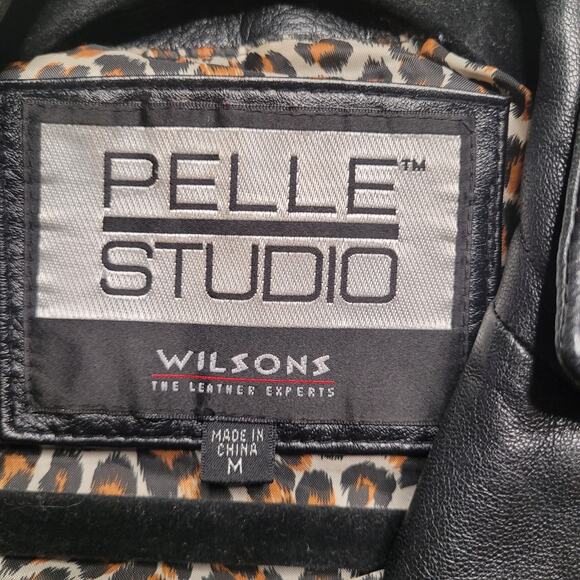 PELLE™
STUDIO
WILSONS
THE LEATHER EXPERTS
MADE IN
CHINA
M